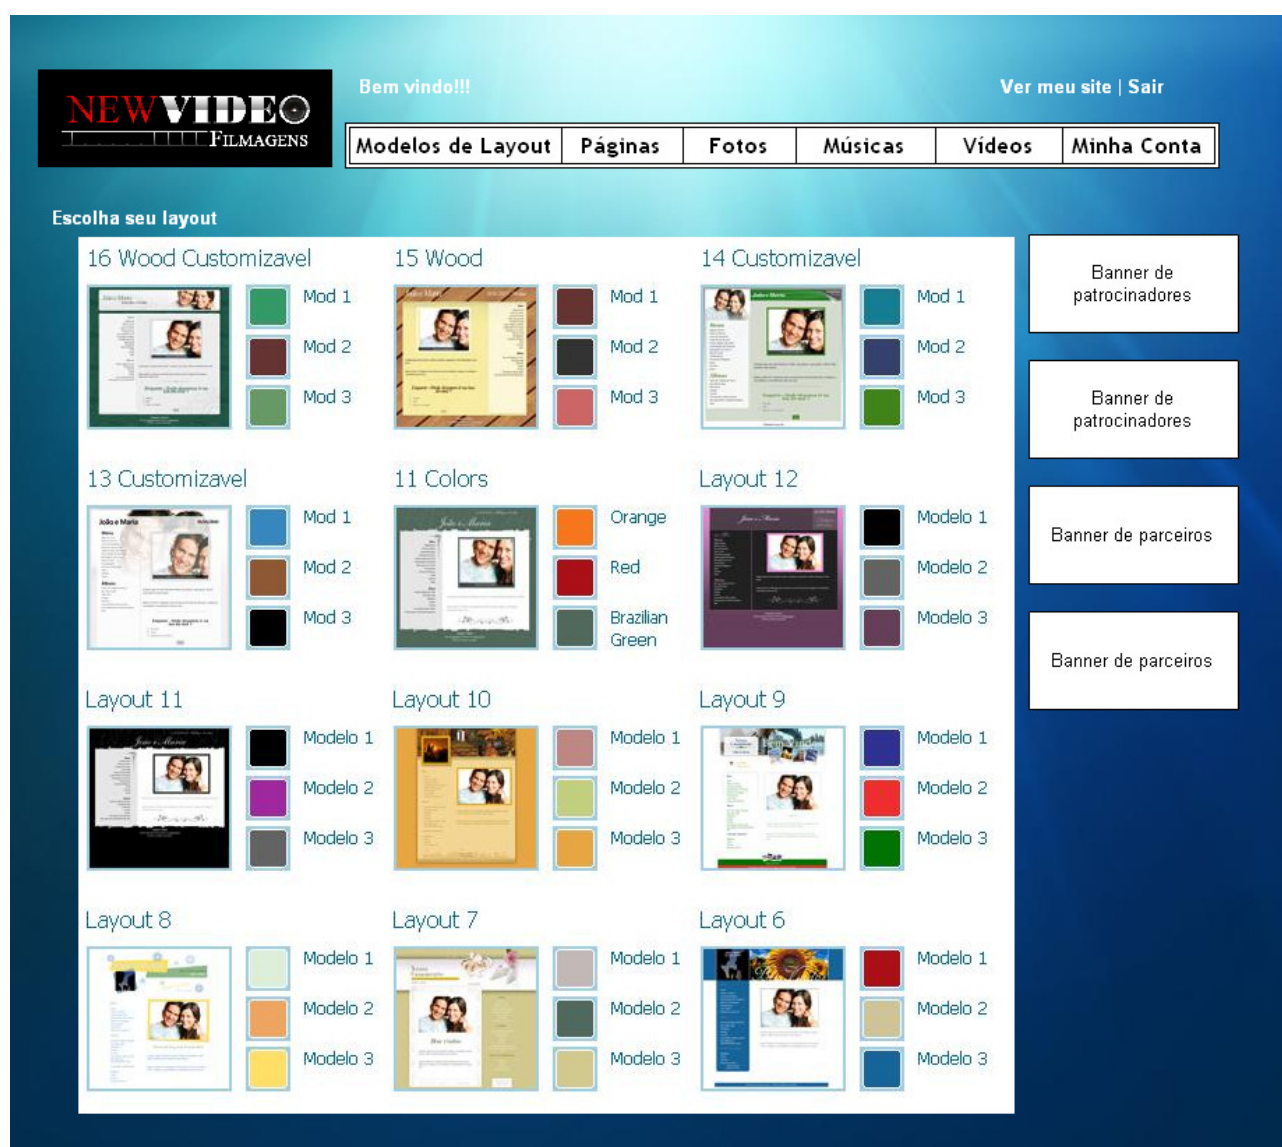 NEWVIDEO
FILMAGENS
Bem vindo!!!
Ver meu site | Sair
Modelos de Layout
Páginas
Fotos
Músicas
Vídeos
Minha Conta
Escolha seu layout
16 Wood Customizavel
Mod 1
Mod 2
Mod 3
15 Wood
Mod 1
Mod 2
Mod 3
14 Customizavel
Mod 1
Mod 2
Mod 3
13 Customizavel
João e Maria
Mod 1
Mod 2
Mod 3
11 Colors
João e Maria
Orange
Red
Brazilian
Green
Layout 12
Modelo 1
Modelo 2
Modelo 3
Layout 11
João e Maria
Modelo 1
Modelo 2
Modelo 3
Layout 10
Modelo 1
Modelo 2
Modelo 3
Layout 9
Modelo 1
Modelo 2
Modelo 3
Layout 8
Modelo 1
Modelo 2
Modelo 3
Layout 7
Modelo 1
Modelo 2
Modelo 3
Layout 6
Modelo 1
Modelo 2
Modelo 3
Banner de
patrocinadores
Banner de
patrocinadores
Banner de parceiros
Banner de parceiros